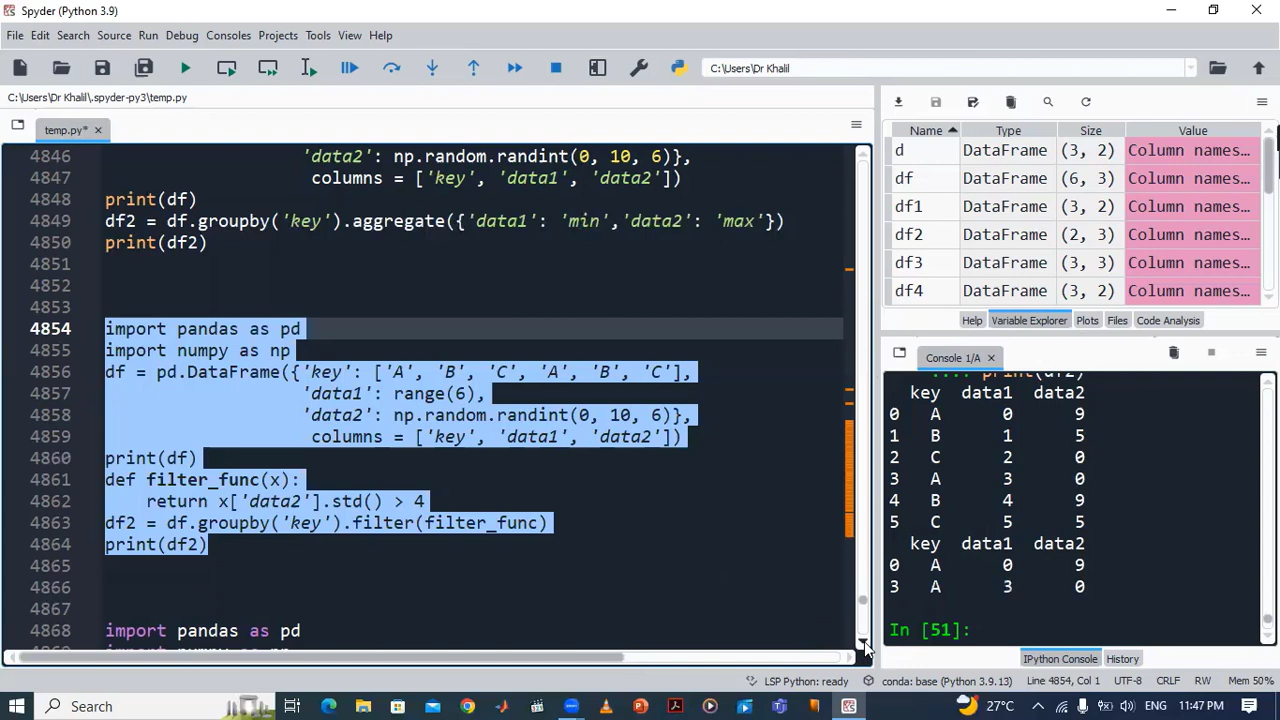 Spyder (Python 3.9)
File Edit Search Source Run Debug Consoles Projects Tools View Help
C:\Users\Dr Khalil
C:\Users\Dr Khalil\.spyder-py3\temp.py
temp.py*
4846 'data2': np.random.randint(0, 10, 6)},
4847 columns = ['key', 'data1', 'data2'])
4848 print(df)
4849 df2 = df.groupby('key').aggregate({'data1': 'min','data2': 'max'})
4850 print(df2)
4851
4852
4853
4854 import pandas as pd
4855 import numpy as np
4856 df = pd.DataFrame({'key': ['A', 'B', 'C', 'A', 'B', 'C'],
4857 'data1': range(6),
4858 'data2': np.random.randint(0, 10, 6)},
4859 columns = ['key', 'data1', 'data2'])
4860 print(df)
4861 def filter_func(x):
4862 return x['data2'].std() > 4
4863 df2 = df.groupby('key').filter(filter_func)
4864 print(df2)
4865
4866
4867
4868 import pandas as pd
Name Type Size Value
d DataFrame (3, 2) Column names…
df DataFrame (6, 3) Column names…
df1 DataFrame (3, 2) Column names…
df2 DataFrame (2, 3) Column names…
df3 DataFrame (3, 3) Column names…
df4 DataFrame (3, 2) Column names…
Help Variable Explorer Plots Files Code Analysis
Console 1/A
....: print(df2)
key data1 data2
0 A 0 9
1 B 1 5
2 C 2 0
3 A 3 0
4 B 4 9
5 C 5 5
key data1 data2
0 A 0 9
3 A 3 0
In [51]:
IPython Console History
LSP Python: ready conda: base (Python 3.9.13) Line 4854, Col 1 UTF-8 CRLF RW Mem 50%
Search 27°C 11:47 PM